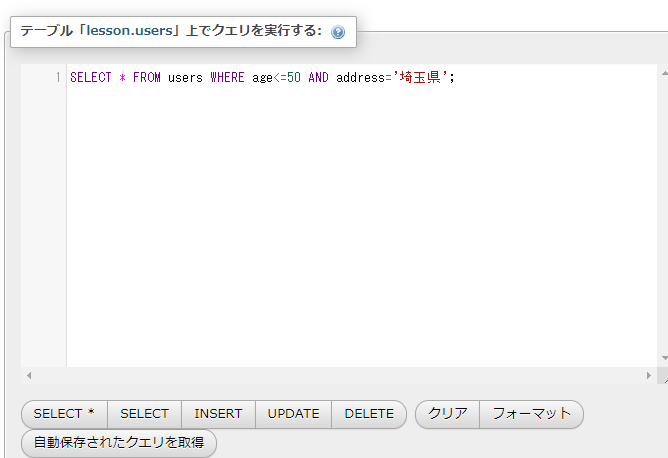 テーブル「lesson.users」上でクエリを実行する:
1 SELECT * FROM users WHERE age<=50 AND address='埼玉県';
SELECT * SELECT INSERT UPDATE DELETE クリア フォーマット
自動保存されたクエリを取得